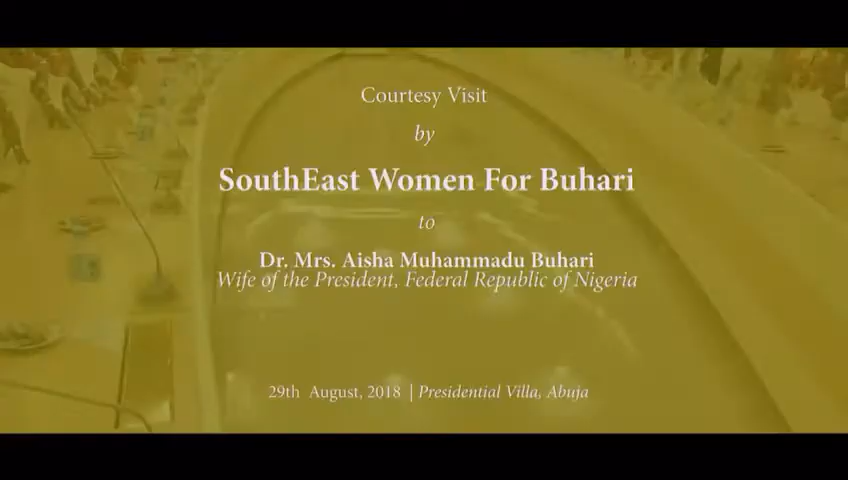 Courtesy Visit
by
SouthEast Women For Buhari
to
Dr. Mrs. Aisha Muhammadu Buhari
Wife of the President, Federal Republic of Nigeria
29th August, 2018 | Presidential Villa, Abuja